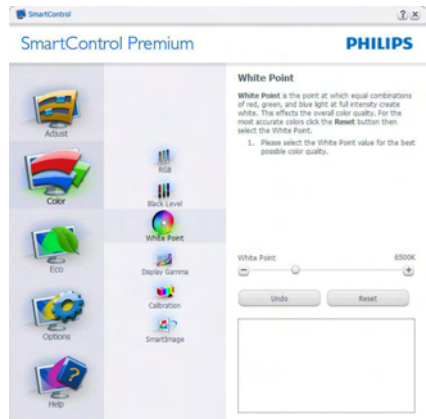 SmartControl
SmartControl Premium
PHILIPS
Adjust
Color
Eco
Options
Help
RGB
Black Level
White Point
Display Gamma
Calibration
SmartImage
White Point
White Point is the point at which equal combinations
of red, green, and blue light at full intensity create
white. This effects the overall color quality. For the
most accurate colors click the Reset button then
select the White Point.
1. Please select the White Point value for the best
possible color quality.
White Point 6500K
Undo Reset